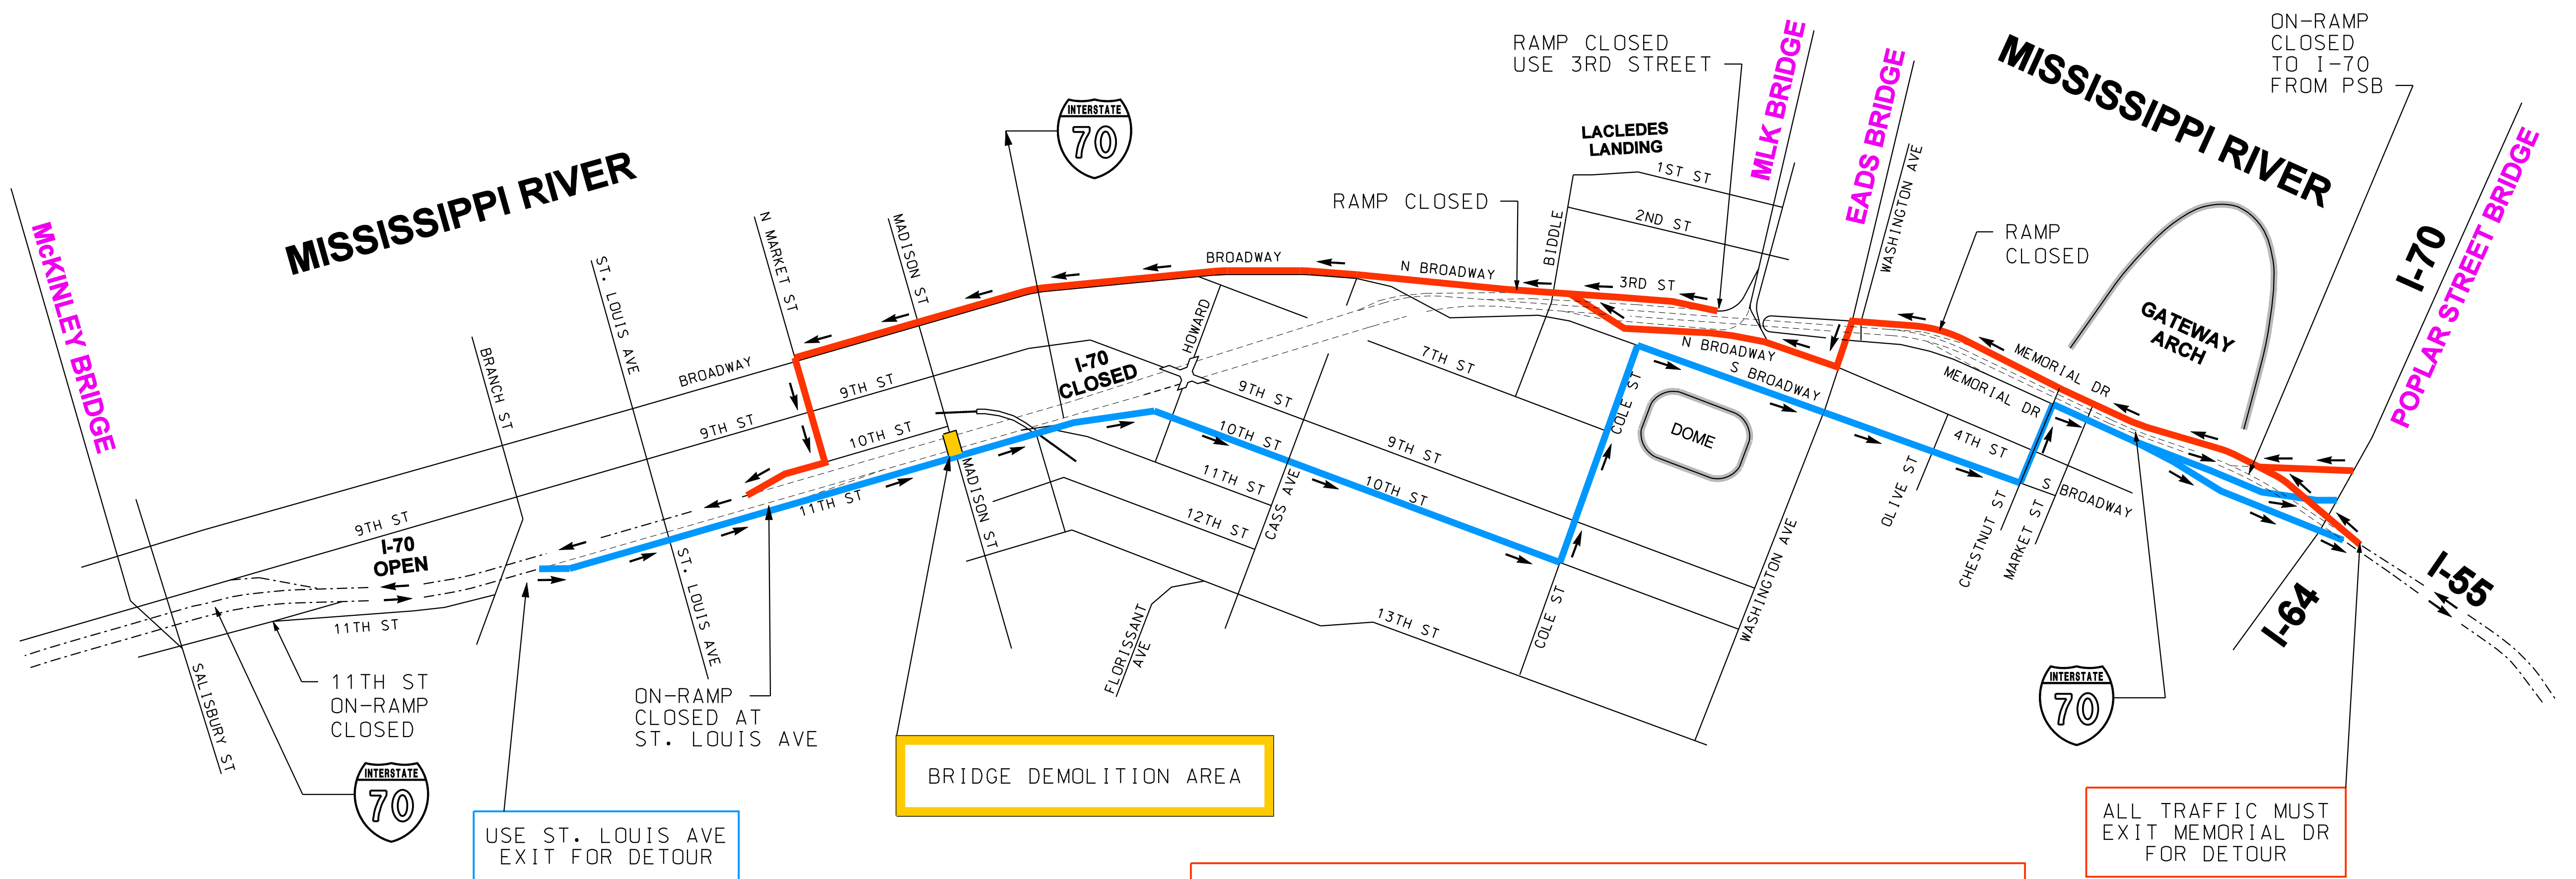 ON-RAMP
CLOSED
TO I-70
FROM PSB
RAMP CLOSED
USE 3RD STREET
MLK BRIDGE
EADS BRIDGE
MISSISSIPPI RIVER
INTERSTATE
70
LACLEDES
LANDING
1ST ST
2ND ST
WASHINGTON AVE
POPLAR STREET BRIDGE
I-70
MISSISSIPPI RIVER
McKINLEY BRIDGE
RAMP CLOSED
BIDDLE
RAMP
CLOSED
N MARKET ST
MADISON ST
ST. LOUIS AVE
BROADWAY
N BROADWAY
3RD ST
GATEWAY
ARCH
HOWARD
BRANCH ST
BROADWAY
I-70
CLOSED
N BROADWAY
7TH ST
S BROADWAY
MEMORIAL DR
MEMORIAL DR
9TH ST
9TH ST
9TH ST
COLE ST
DOME
9TH ST
10TH ST
10TH ST
4TH ST
OLIVE ST
S BROADWAY
11TH ST
CASS AVE
10TH ST
11TH ST
MADISON ST
12TH ST
CHESTNUT ST
MARKET ST
9TH ST
I-70
OPEN
ST. LOUIS AVE
WASHINGTON AVE
I-55
I-64
11TH ST
FLORISSANT
AVE
13TH ST
COLE ST
SALISBURY ST
11TH ST
ON-RAMP
CLOSED
ON-RAMP
CLOSED AT
ST. LOUIS AVE
INTERSTATE
70
INTERSTATE
70
BRIDGE DEMOLITION AREA
USE ST. LOUIS AVE
EXIT FOR DETOUR
ALL TRAFFIC MUST
EXIT MEMORIAL DR
FOR DETOUR